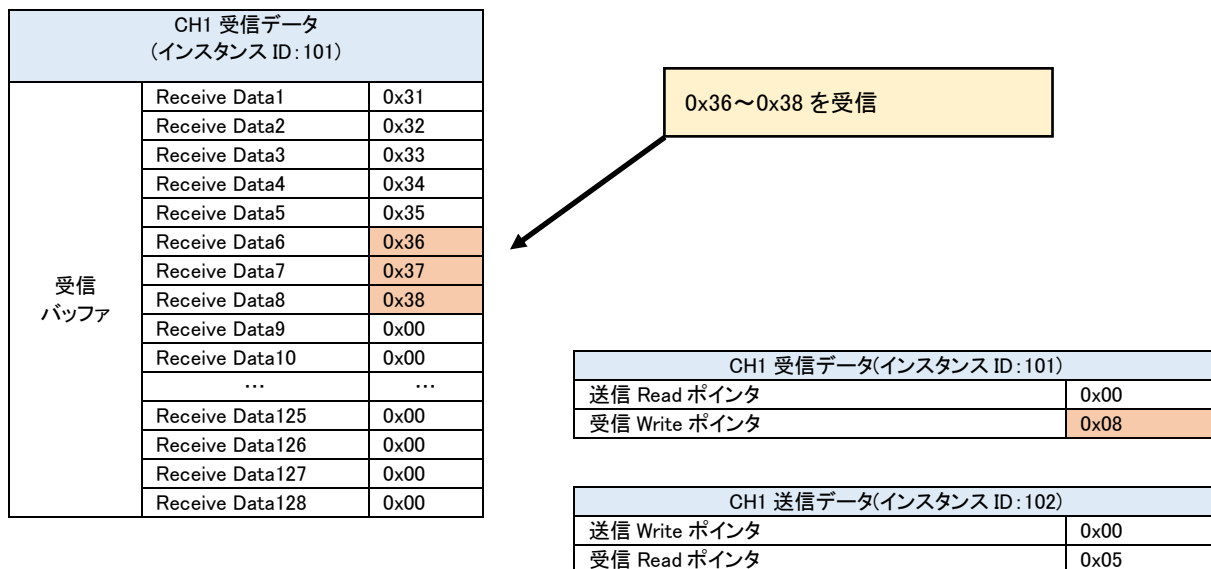 CH1 受信データ
(インスタンス ID:101)
受信
バッファ
Receive Data1 0x31
Receive Data2 0x32
Receive Data3 0x33
Receive Data4 0x34
Receive Data5 0x35
Receive Data6 0x36
Receive Data7 0x37
Receive Data8 0x38
Receive Data9 0x00
Receive Data10 0x00
… …
Receive Data125 0x00
Receive Data126 0x00
Receive Data127 0x00
Receive Data128 0x00
0x36～0x38 を受信
CH1 受信データ(インスタンス ID:101)
送信 Read ポインタ 0x00
受信 Write ポインタ 0x08
CH1 送信データ(インスタンス ID:102)
送信 Write ポインタ 0x00
受信 Read ポインタ 0x05